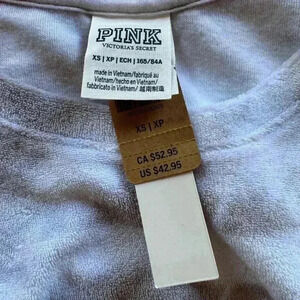 PINK
VICTORIA'S SECRET
XS | XP | ECH | 165/84A
made in Vietnam/fabriqué au
Vietnam/hecho en Vietnam/
fabbricato in Vietnam/ 越南制造
XS | XP
CA $52.95
US $42.95